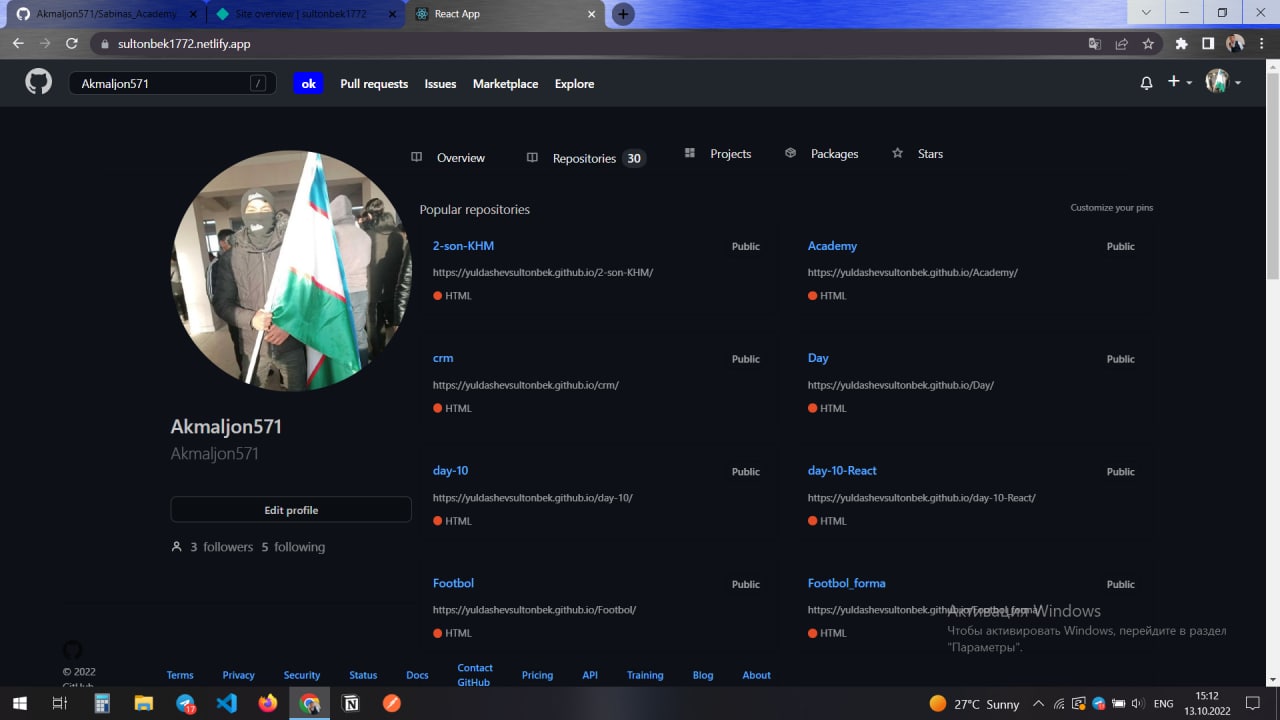 Akmaljon571/Sabinas_Academy
Site overview | sultonbek1772
React App
sultonbek1772.netlify.app
Akmaljon571
/
ok
Pull requests
Issues
Marketplace
Explore
Overview
Repositories 30
Projects
Packages
Stars
Popular repositories
Customize your pins
2-son-KHM
Public
https://yuldashevsultonbek.github.io/2-son-KHM/
HTML
Academy
Public
https://yuldashevsultonbek.github.io/Academy/
HTML
crm
Public
https://yuldashevsultonbek.github.io/crm/
HTML
Day
Public
https://yuldashevsultonbek.github.io/Day/
HTML
day-10
Public
https://yuldashevsultonbek.github.io/day-10/
HTML
day-10-React
Public
https://yuldashevsultonbek.github.io/day-10-React/
HTML
Footbol
Public
https://yuldashevsultonbek.github.io/Footbol/
HTML
Footbol_forma
Public
https://yuldashevsultonbek.github.io/Footbol_forma/
HTML
Akmaljon571
Akmaljon571
Edit profile
3 followers 5 following
Активация Windows
Чтобы активировать Windows, перейдите в раздел
"Параметры".
© 2022
GitHub
Terms
Privacy
Security
Status
Docs
Contact
GitHub
Pricing
API
Training
Blog
About
17
27°C Sunny
ENG
15:12
13.10.2022